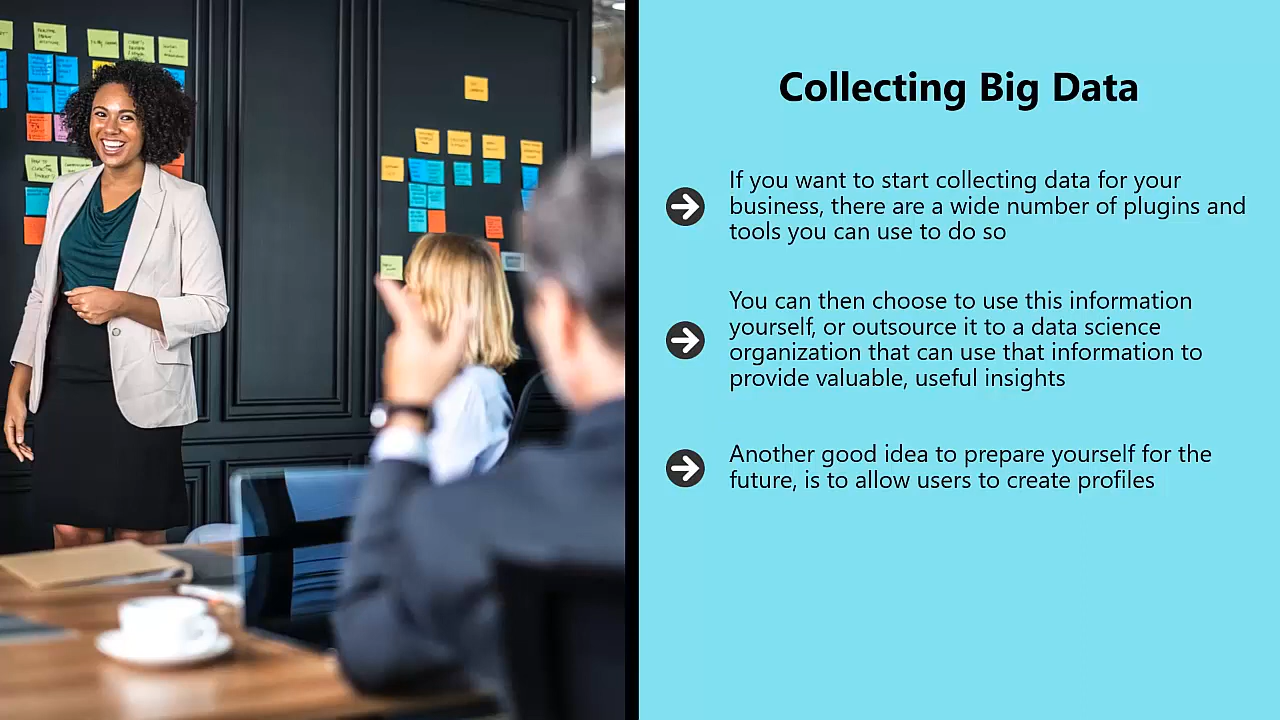 Collecting Big Data
If you want to start collecting data for your
business, there are a wide number of plugins and
tools you can use to do so
You can then choose to use this information
yourself, or outsource it to a data science
organization that can use that information to
provide valuable, useful insights
Another good idea to prepare yourself for the
future, is to allow users to create profiles